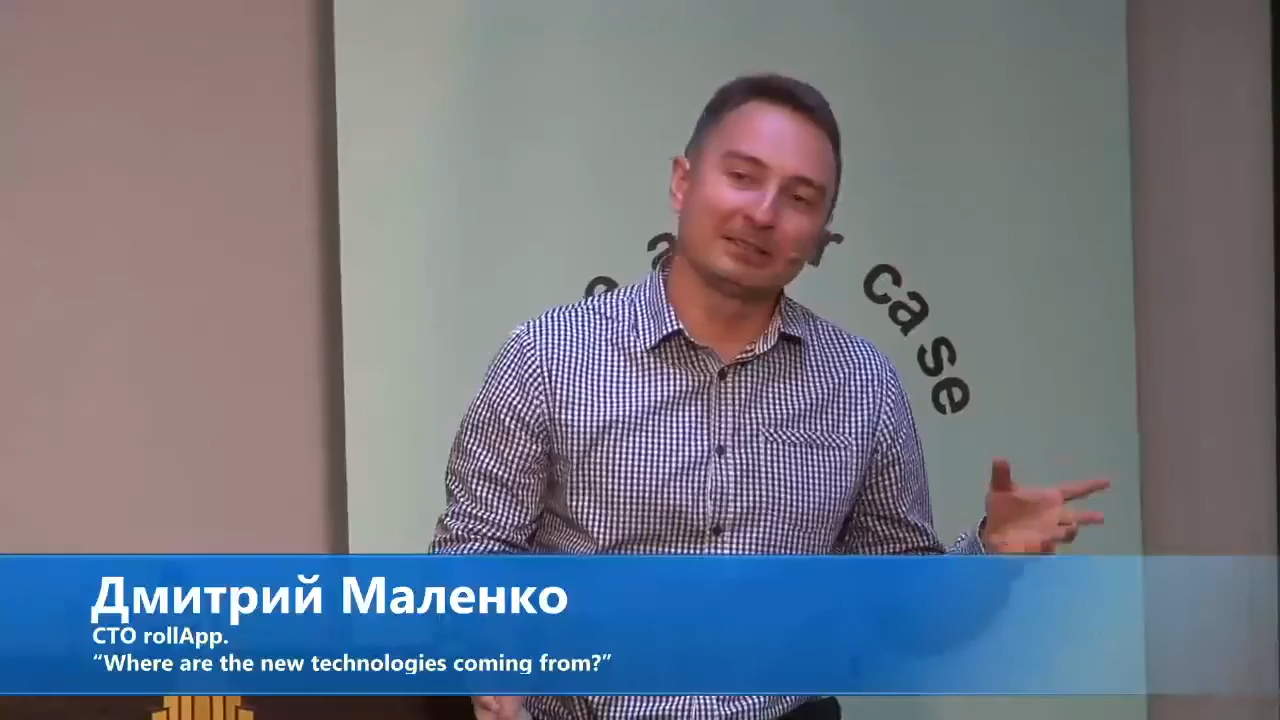 case
Дмитрий Маленко
CTO rollApp.
“Where are the new technologies coming from?”